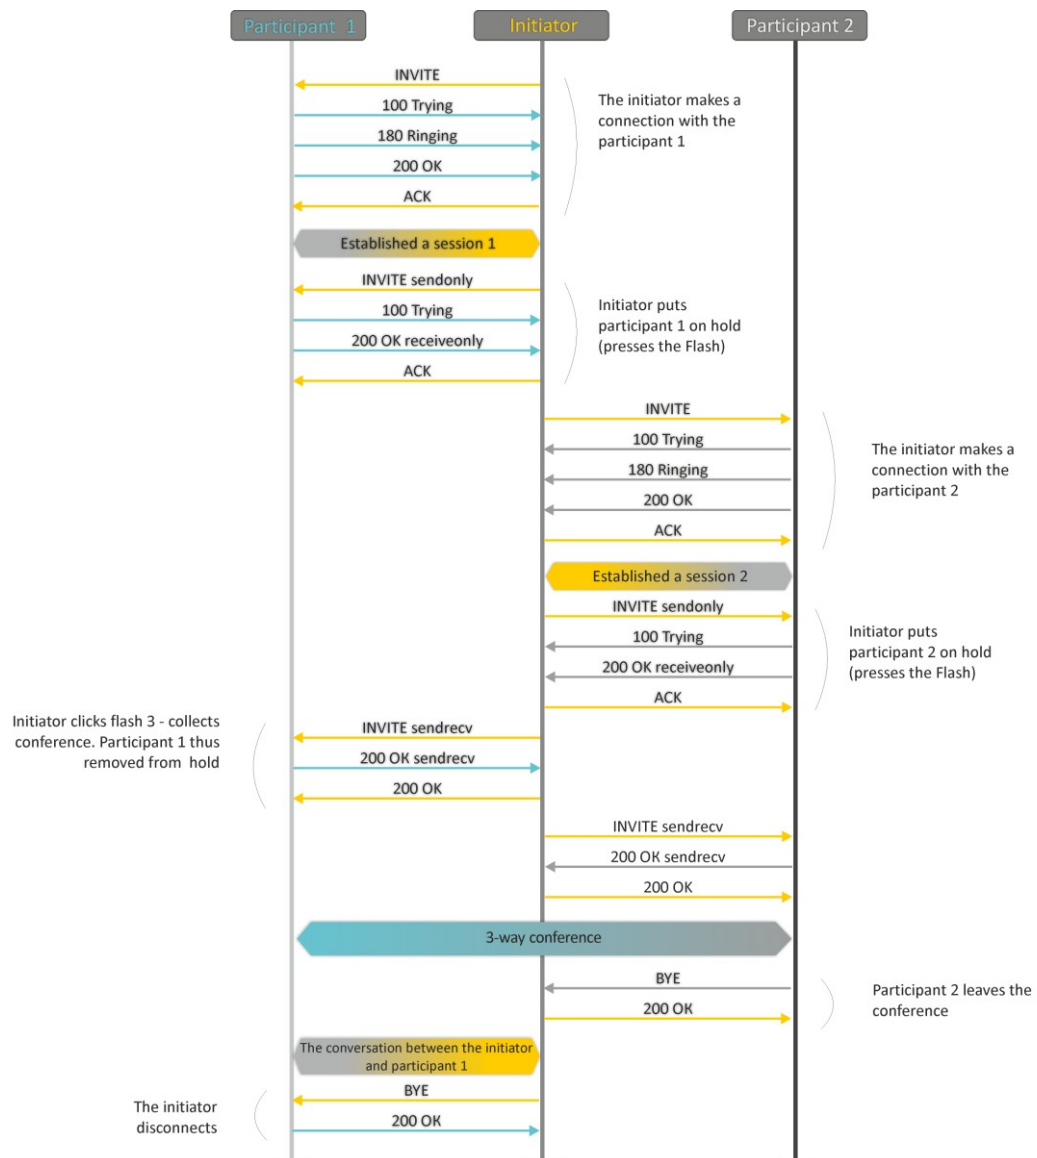 Participant 1
Initiator
Participant 2
INVITE
100 Trying
180 Ringing
200 OK
ACK
The initiator makes a
connection with the
participant 1
Established a session 1
INVITE sendonly
100 Trying
200 OK receiveonly
ACK
Initiator puts
participant 1 on hold
(presses the Flash)
INVITE
100 Trying
180 Ringing
200 OK
ACK
The initiator makes a
connection with the
participant 2
Established a session 2
INVITE sendonly
100 Trying
200 OK receiveonly
ACK
Initiator puts
participant 2 on hold
(presses the Flash)
Initiator clicks flash 3 - collects
conference. Participant 1 thus
removed from hold
INVITE sendrecv
200 OK sendrecv
200 OK
INVITE sendrecv
200 OK sendrecv
200 OK
3-way conference
BYE
200 OK
Participant 2 leaves the
conference
The conversation between the initiator
and participant 1
BYE
200 OK
The initiator
disconnects